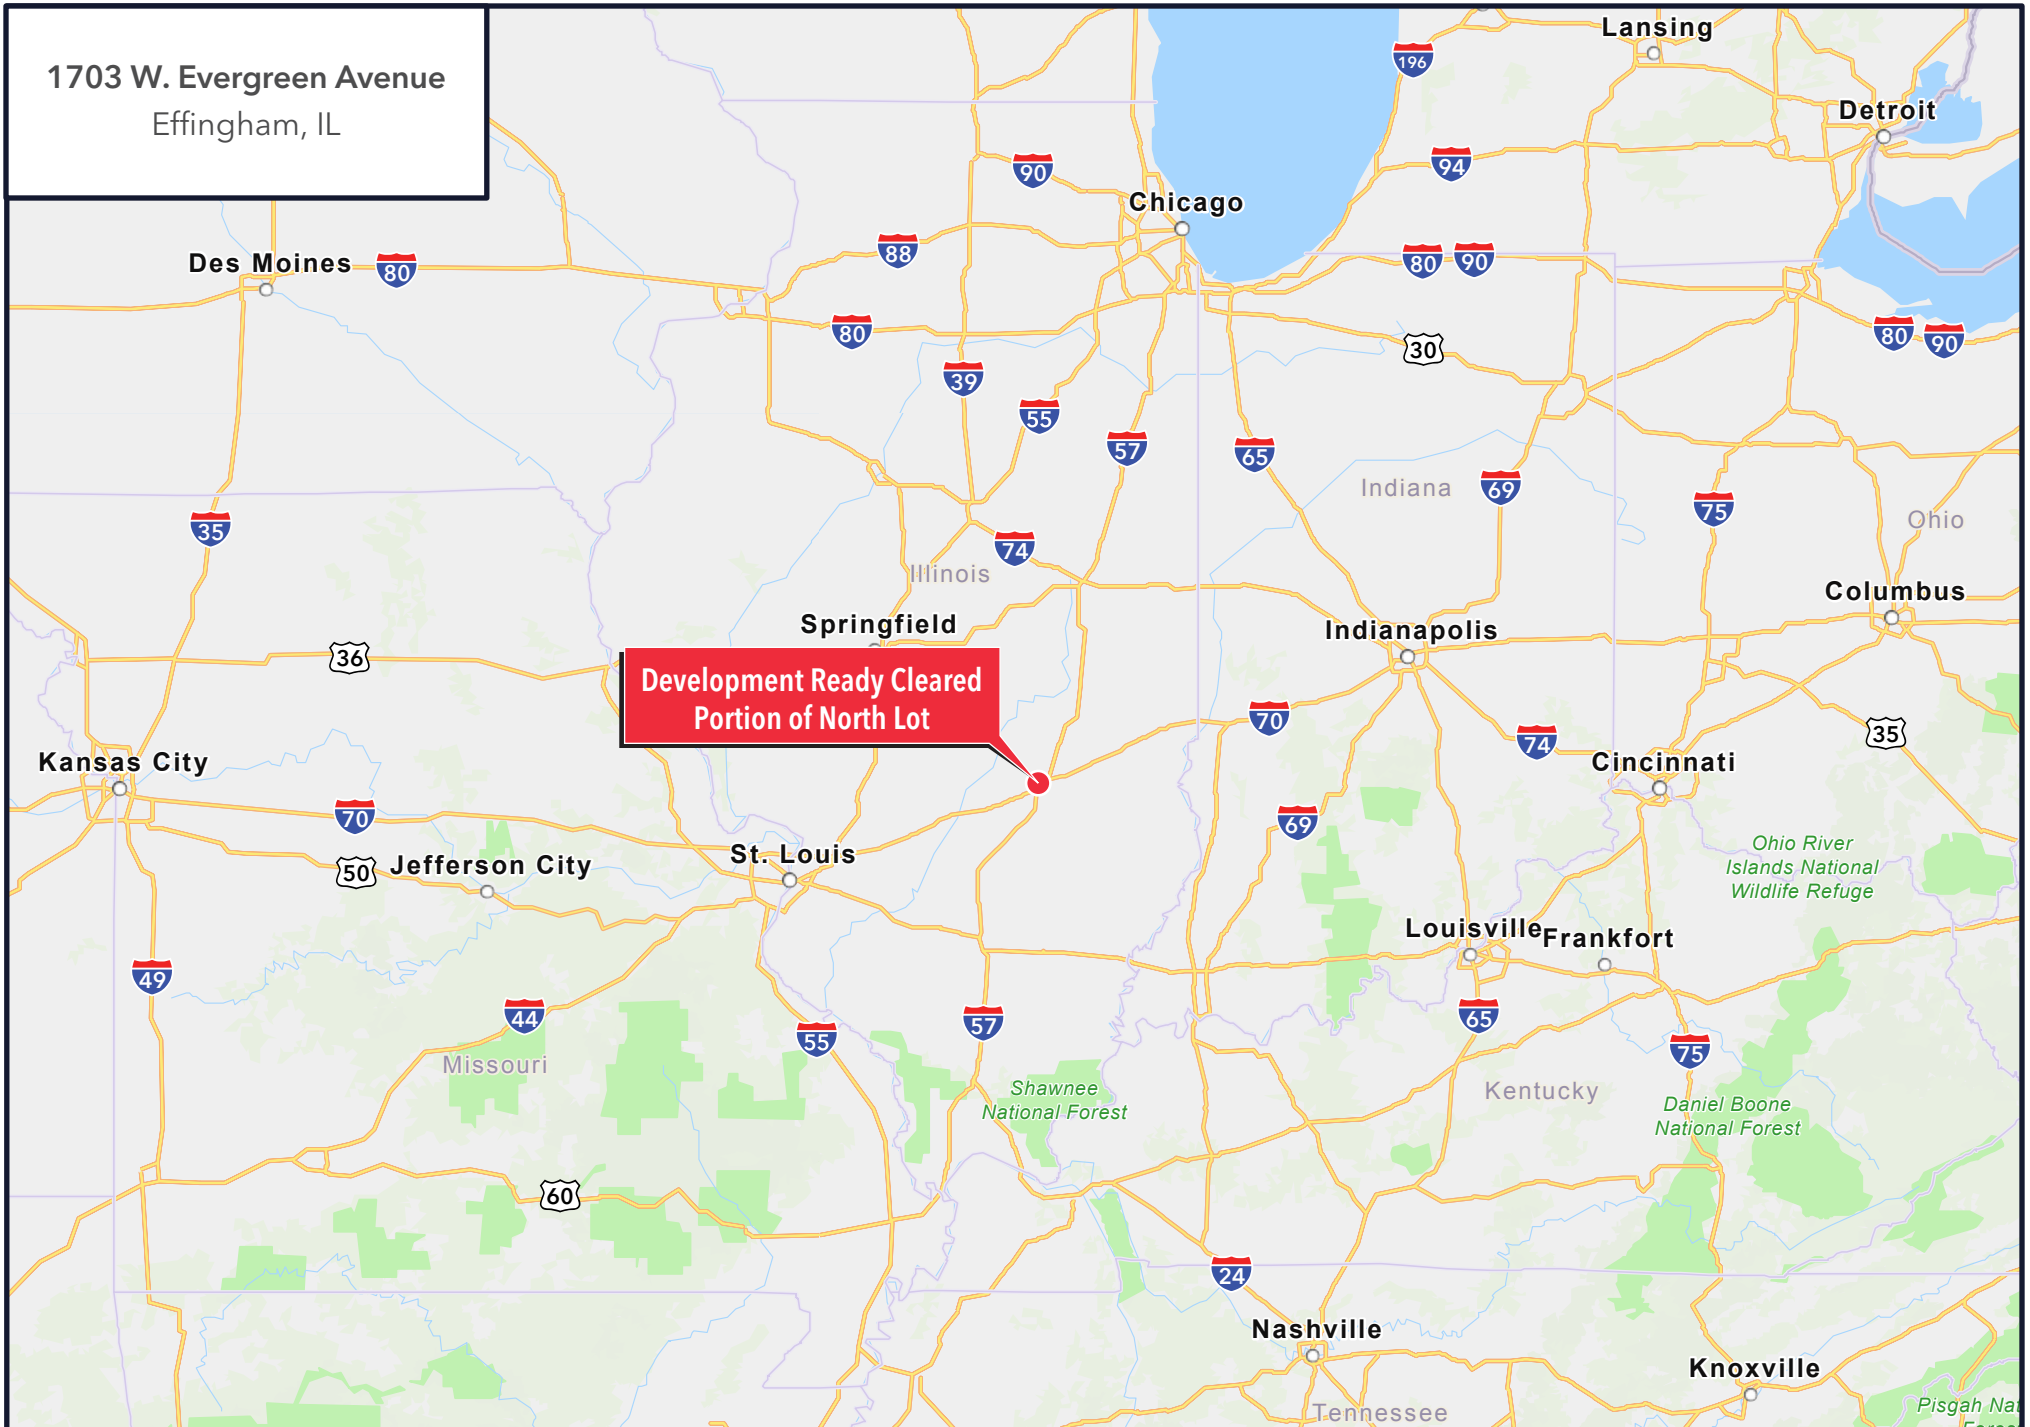 1703 W. Evergreen Avenue
Effingham, IL
Lansing
196
Detroit
90
94
Chicago
88
Des Moines
80
80
90
80
30
80
90
39
55
57
65
Indiana
69
75
Ohio
35
74
Illinois
Columbus
Springfield
Indianapolis
36
Development Ready Cleared
Portion of North Lot
70
74
35
Kansas City
Cincinnati
70
69
50
Jefferson City
St. Louis
Ohio River
Islands National
Wildlife Refuge
Louisville
Frankfort
49
44
55
57
65
75
Missouri
Shawnee
National Forest
Kentucky
Daniel Boone
National Forest
60
24
Nashville
Knoxville
Tennessee
Pisgah Nat